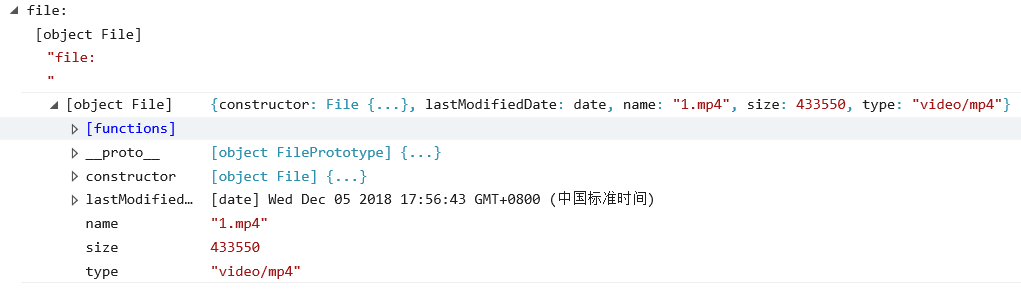 file:
[object File]
"file:
"
[object File] {constructor: File {...}, lastModifiedDate: date, name: "1.mp4", size: 433550, type: "video/mp4"}
[functions]
__proto__ [object FilePrototype] {...}
constructor [object File] {...}
lastModified... [date] Wed Dec 05 2018 17:56:43 GMT+0800 (中国标准时间)
name "1.mp4"
size 433550
type "video/mp4"